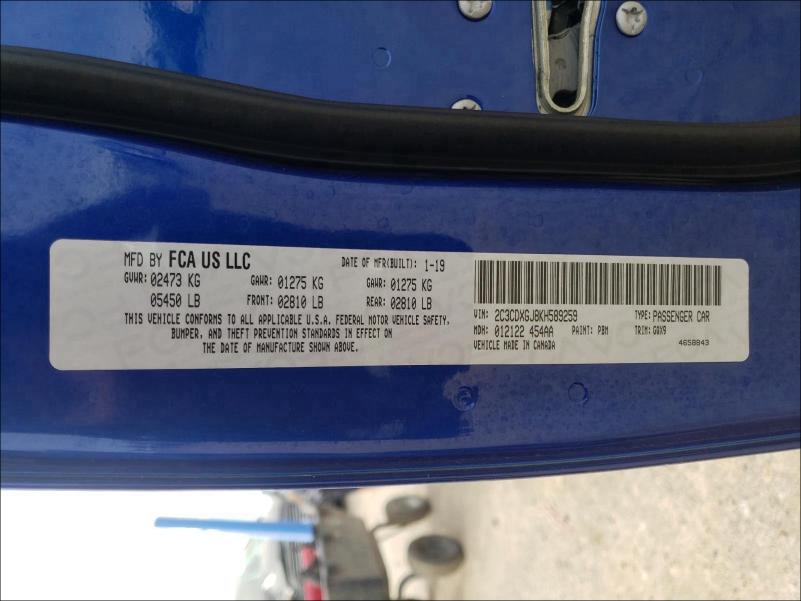 MFD BY FCA US LLC DATE OF MFR(BUILT): 1-19
GVWR: 02473 KG GAWR: 01275 KG GAWR: 01275 KG
05450 LB FRONT: 02810 LB REAR: 02810 LB
THIS VEHICLE CONFORMS TO ALL APPLICABLE U.S.A. FEDERAL MOTOR VEHICLE SAFETY,
BUMPER, AND THEFT PREVENTION STANDARDS IN EFFECT ON
THE DATE OF MANUFACTURE SHOWN ABOVE.
VIN: 2C3CDXGJ8KH589259 TYPE: PASSENGER CAR
MDH: 012122 454AA PAINT: PBM TRIM: GDX9
VEHICLE MADE IN CANADA 4658843